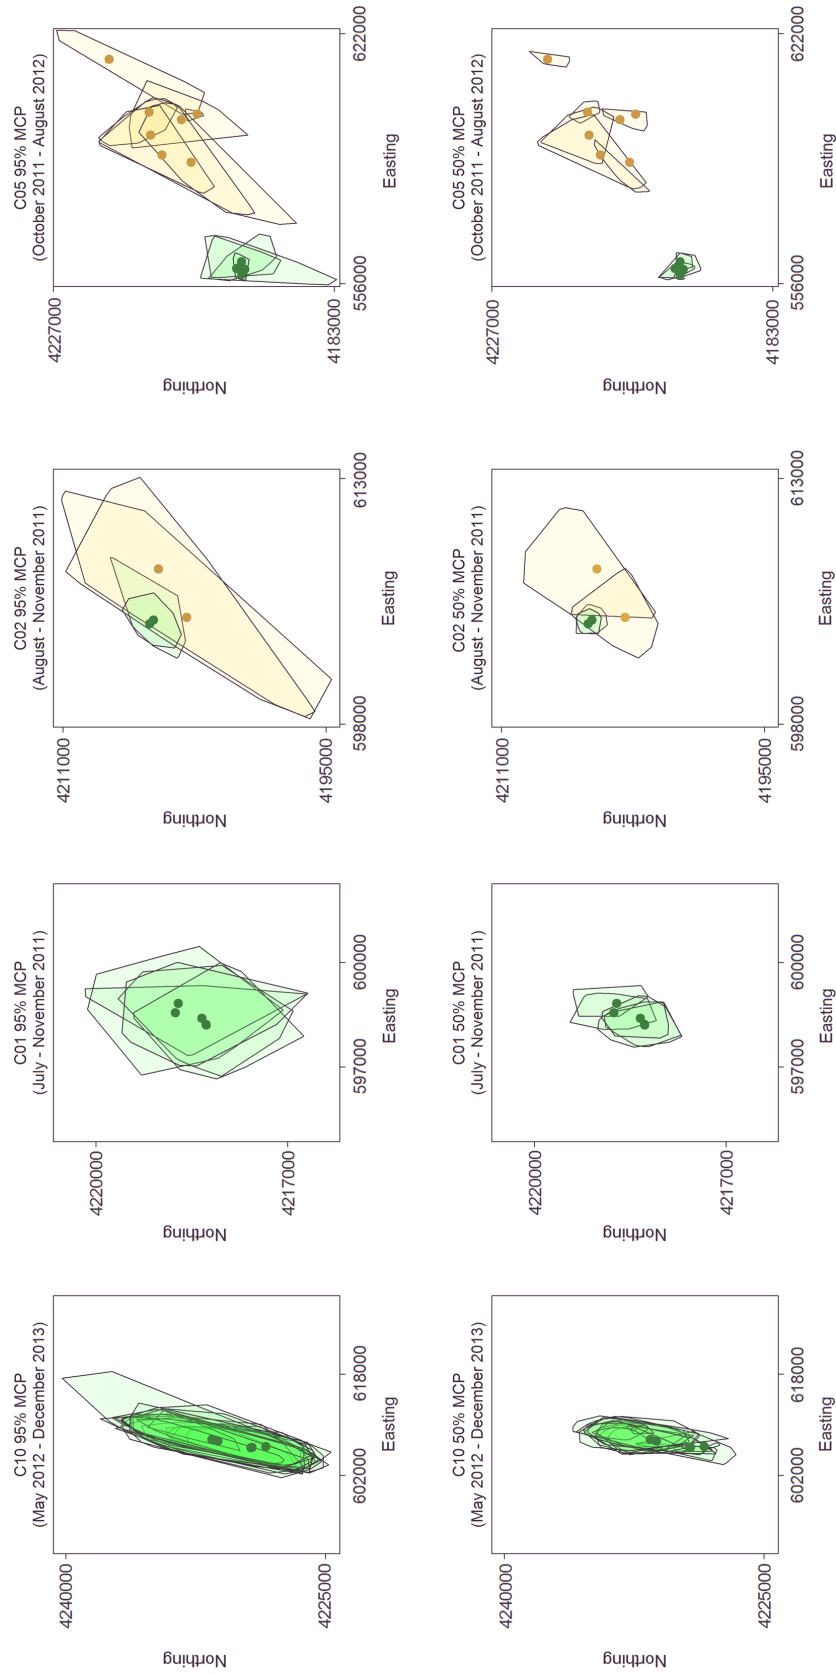 C10 95% MCP
(May 2012 - December 2013)
4240000
4225000
Northing
602000
618000
Easting
C01 95% MCP
(July - November 2011)
4220000
4217000
Northing
597000
600000
Easting
C02 95% MCP
(August - November 2011)
4211000
4195000
Northing
598000
613000
Easting
C05 95% MCP
(October 2011 - August 2012)
4227000
4183000
Northing
556000
622000
Easting
C10 50% MCP
(May 2012 - December 2013)
4240000
4225000
Northing
602000
618000
Easting
C01 50% MCP
(July - November 2011)
4220000
4217000
Northing
597000
600000
Easting
C02 50% MCP
(August - November 2011)
4211000
4195000
Northing
598000
613000
Easting
C05 50% MCP
(October 2011 - August 2012)
4227000
4183000
Northing
556000
622000
Easting